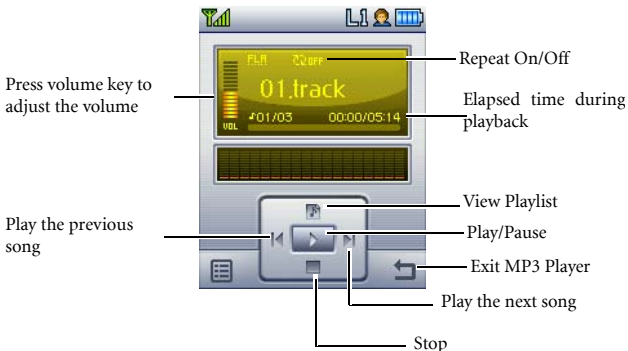 L1
FLA OFF
Repeat On/Off
Press volume key to
adjust the volume
01.track
Elapsed time during
playback
VOL
01/03 00:00/05:14
View Playlist
Play the previous
song
Play/Pause
Exit MP3 Player
Play the next song
Stop